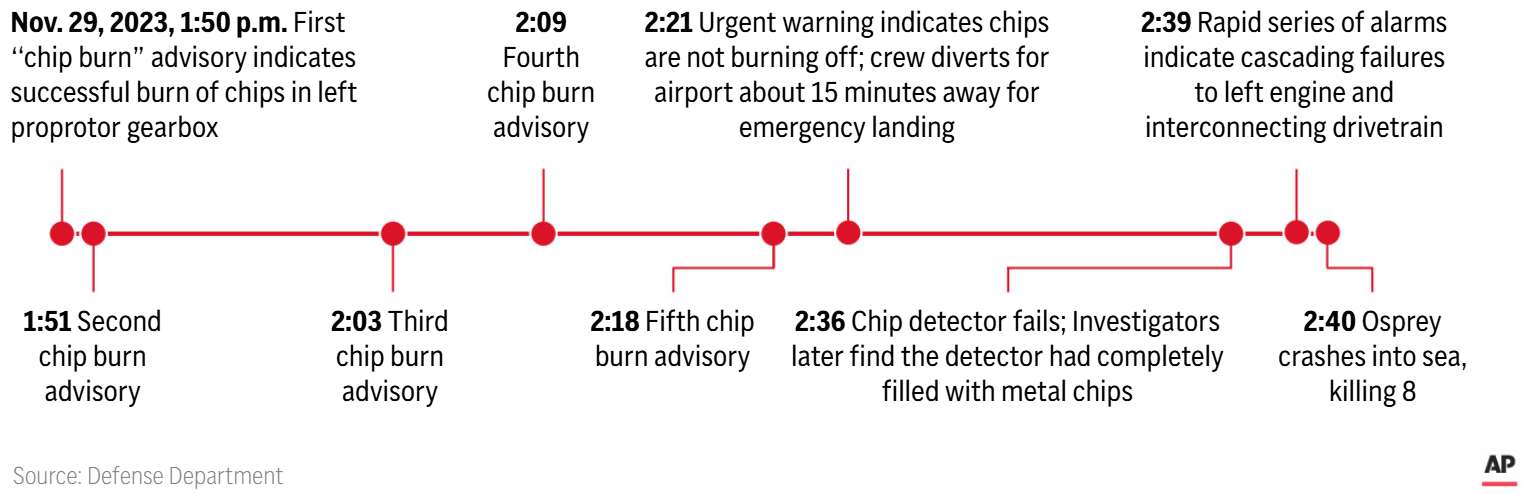 Nov. 29, 2023, 1:50 p.m. First
‘‘chip burn” advisory indicates
successful burn of chips in left
proprotor gearbox
2:09
Fourth
chip burn
advisory
2:21 Urgent warning indicates chips
are not burning off; crew diverts for
airport about 15 minutes away for
emergency landing
2:39 Rapid series of alarms
indicate cascading failures
to left engine and
interconnecting drivetrain
1:51 Second
chip burn
advisory
2:03 Third
chip burn
advisory
2:18 Fifth chip
burn advisory
2:36 Chip detector fails; Investigators
later find the detector had completely
filled with metal chips
2:40 Osprey
crashes into sea,
killing 8
Source: Defense Department
AP